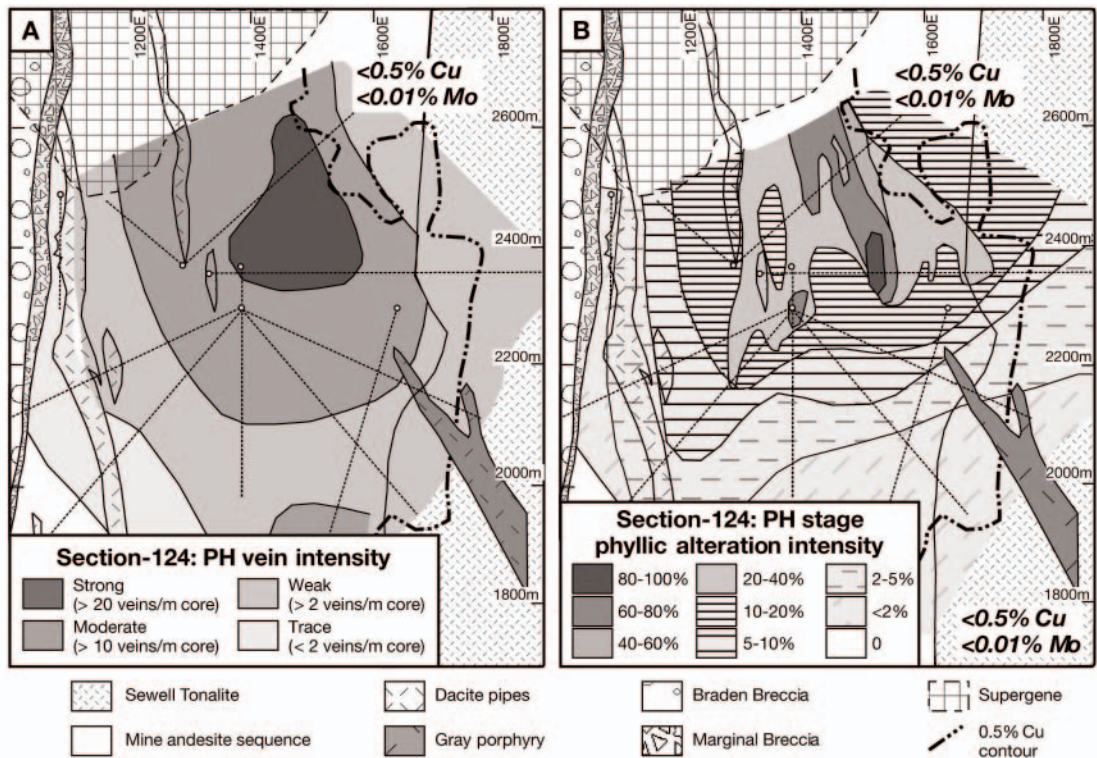 A
1200E
1400E
1600E
1800E
<0.5% Cu
<0.01% Mo
2600m
2400m
2200m
2000m
1800m
Section-124: PH vein intensity
Strong
(> 20 veins/m core)
Weak
(> 2 veins/m core)
Moderate
(> 10 veins/m core)
Trace
(< 2 veins/m core)
B
1200E
1400E
1600E
1800E
<0.5% Cu
<0.01% Mo
2600m
2400m
2200m
2000m
1800m
<0.5% Cu
<0.01% Mo
Section-124: PH stage
phyllic alteration intensity
80-100%
20-40%
2-5%
60-80%
10-20%
<2%
40-60%
5-10%
0
Sewell Tonalite
Dacite pipes
Braden Breccia
Supergene
Mine andesite sequence
Gray porphyry
Marginal Breccia
0.5% Cu
contour